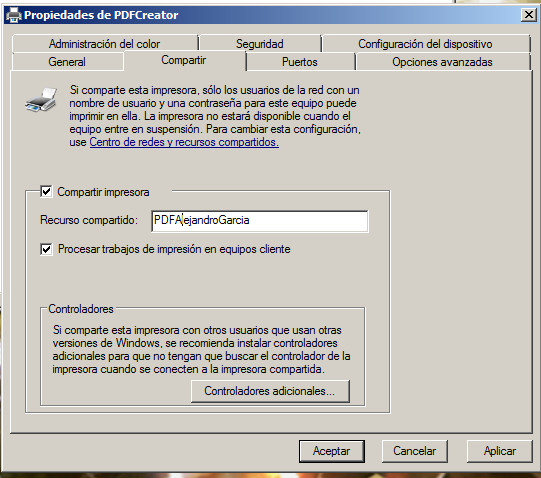 Propiedades de PDFCreator
Administración del color Seguridad Configuración del dispositivo
General Compartir Puertos Opciones avanzadas
Si comparte esta impresora, sólo los usuarios de la red con un
nombre de usuario y una contraseña para este equipo puede
imprimir en ella. La impresora no estará disponible cuando el
equipo entre en suspensión. Para cambiar esta configuración,
use Centro de redes y recursos compartidos.
Compartir impresora
Recurso compartido: PDFAlejandroGarcia
Procesar trabajos de impresión en equipos cliente
Controladores
Si comparte esta impresora con otros usuarios que usan otras
versiones de Windows, se recomienda instalar controladores
adicionales para que no tengan que buscar el controlador de la
impresora cuando se conecten a la impresora compartida.
Controladores adicionales...
Aceptar Cancelar Aplicar